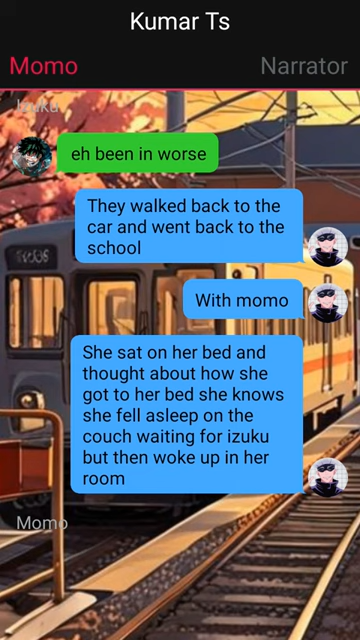 Kumar Ts
Momo
Narrator
Izuku
eh been in worse
They walked back to the
car and went back to the
school
With momo
She sat on her bed and
thought about how she
got to her bed she knows
she fell asleep on the
couch waiting for izuku
but then woke up in her
room
Momo